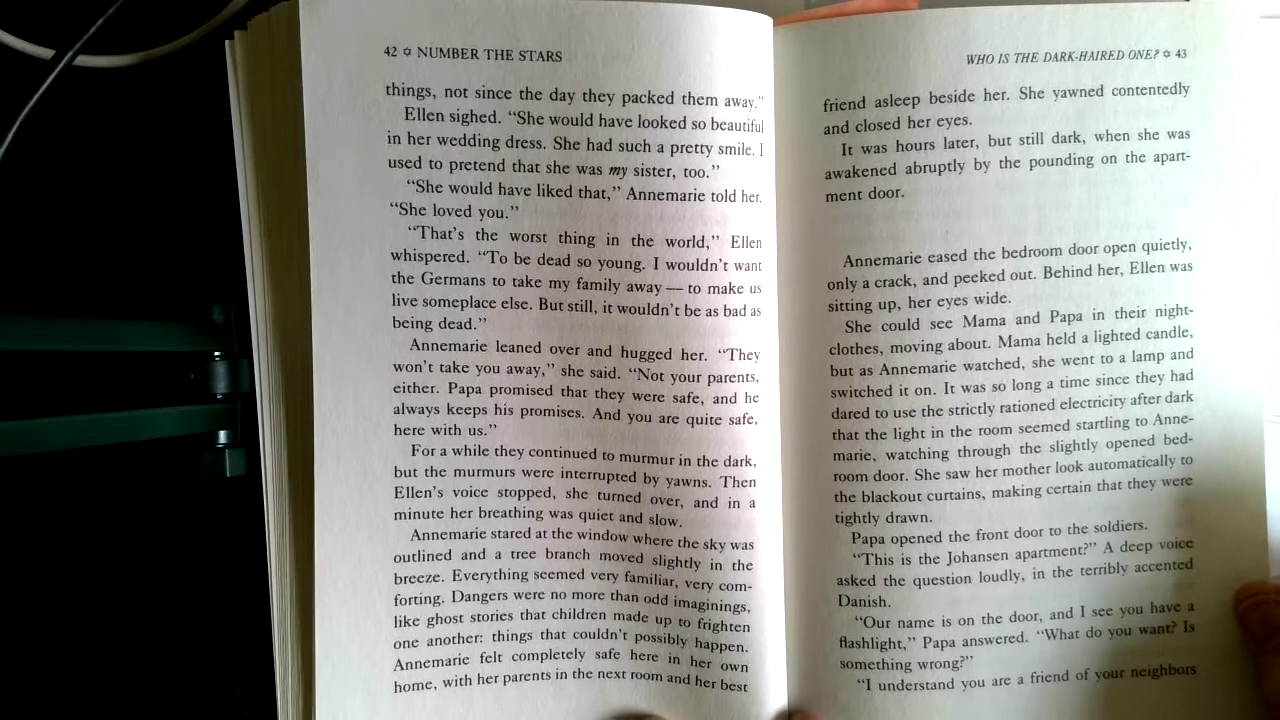 42 ✡ NUMBER THE STARS
things, not since the day they packed them away."
Ellen sighed. "She would have looked so beautiful
in her wedding dress. She had such a pretty smile. I
used to pretend that she was my sister, too."
"She would have liked that," Annemarie told her.
"She loved you."
"That's the worst thing in the world," Ellen
whispered. "To be dead so young. I wouldn't want
the Germans to take my family away — to make us
live someplace else. But still, it wouldn't be as bad as
being dead."
Annemarie leaned over and hugged her. "They
won't take you away," she said. "Not your parents,
either. Papa promised that they were safe, and he
always keeps his promises. And you are quite safe,
here with us."
For a while they continued to murmur in the dark,
but the murmurs were interrupted by yawns. Then
Ellen's voice stopped, she turned over, and in a
minute her breathing was quiet and slow.
Annemarie stared at the window where the sky was
outlined and a tree branch moved slightly in the
breeze. Everything seemed very familiar, very com-
forting. Dangers were no more than odd imaginings,
like ghost stories that children made up to frighten
one another: things that couldn't possibly happen.
Annemarie felt completely safe here in her own
home, with her parents in the next room and her best
WHO IS THE DARK-HAIRED ONE? ✡ 43
friend asleep beside her. She yawned contentedly
and closed her eyes.
It was hours later, but still dark, when she was
awakened abruptly by the pounding on the apart-
ment door.
Annemarie eased the bedroom door open quietly,
only a crack, and peeked out. Behind her, Ellen was
sitting up, her eyes wide.
She could see Mama and Papa in their night-
clothes, moving about. Mama held a lighted candle,
but as Annemarie watched, she went to a lamp and
switched it on. It was so long a time since they had
dared to use the strictly rationed electricity after dark
that the light in the room seemed startling to Anne-
marie, watching through the slightly opened bed-
room door. She saw her mother look automatically to
the blackout curtains, making certain that they were
tightly drawn.
Papa opened the front door to the soldiers.
"This is the Johansen apartment?" A deep voice
asked the question loudly, in the terribly accented
Danish.
"Our name is on the door, and I see you have a
flashlight," Papa answered. "What do you want? Is
something wrong?"
"I understand you are a friend of your neighbors